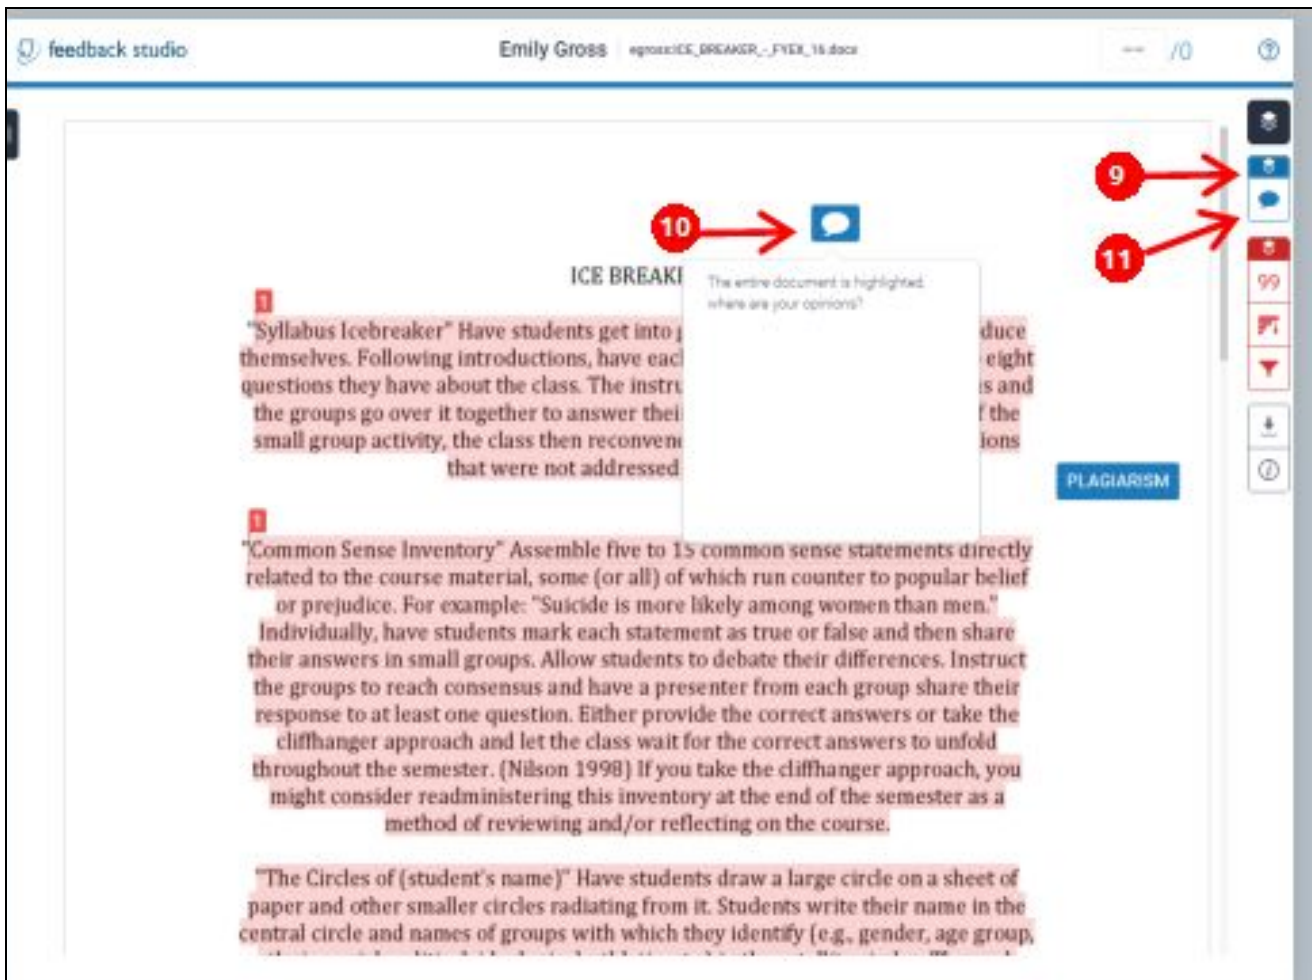 feedback studio
Emily Gross
egross:ICE_BREAKER_-_FYEX_16.docx
-- /0
9
10
11
99
ICE BREAKE
The entire document is highlighted,
where are your opinions?
1
"Syllabus Icebreaker" Have students get into duce
themselves. Following introductions, have eac eight
questions they have about the class. The instru s and
the groups go over it together to answer thei f the
small group activity, the class then reconven ions
that were not addressed
PLAGIARISM
1
"Common Sense Inventory" Assemble five to 15 common sense statements directly
related to the course material, some (or all) of which run counter to popular belief
or prejudice. For example: "Suicide is more likely among women than men."
Individually, have students mark each statement as true or false and then share
their answers in small groups. Allow students to debate their differences. Instruct
the groups to reach consensus and have a presenter from each group share their
response to at least one question. Either provide the correct answers or take the
cliffhanger approach and let the class wait for the correct answers to unfold
throughout the semester. (Nilson 1998) If you take the cliffhanger approach, you
might consider readministering this inventory at the end of the semester as a
method of reviewing and/or reflecting on the course.
"The Circles of (student's name)" Have students draw a large circle on a sheet of
paper and other smaller circles radiating from it. Students write their name in the
central circle and names of groups with which they identify (e.g., gender, age group,